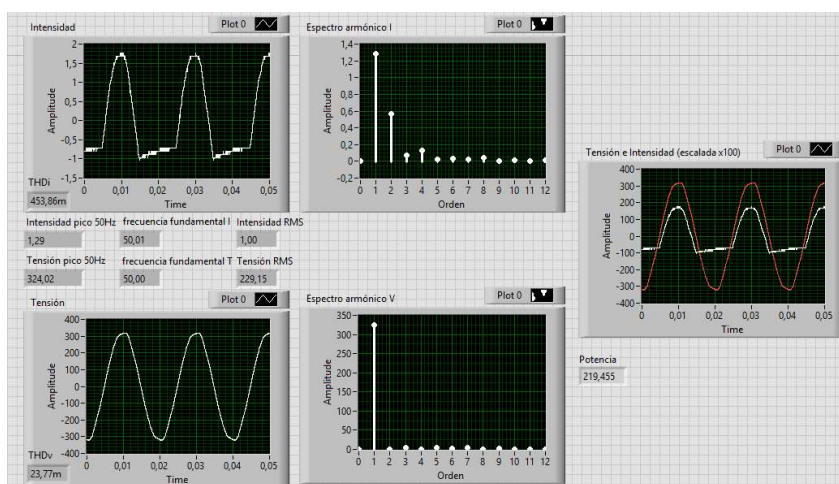 Intensidad
Plot 0
Amplitude
2
1,5
1
0,5
0
-0,5
-1
-1,5
0 0,01 0,02 0,03 0,04 0,05
Time
THDi
453,86m
Espectro armónico I
Plot 0
Amplitude
1,4
1,2
1
0,8
0,6
0,4
0,2
0
-0,2
0 1 2 3 4 5 6 7 8 9 10 11 12
Orden
Intensidad pico 50Hz frecuencia fundamental I Intensidad RMS
1,29 50,01 1,00
Tensión pico 50Hz frecuencia fundamental T Tensión RMS
324,02 50,00 229,15
Tensión e Intensidad (escalada x100)
Plot 0
Amplitude
400
300
200
100
0
-100
-200
-300
-400
0 0,01 0,02 0,03 0,04 0,05
Time
Tensión
Plot 0
Amplitude
400
300
200
100
0
-100
-200
-300
-400
0 0,01 0,02 0,03 0,04 0,05
Time
THDv
23,77m
Espectro armónico V
Plot 0
Amplitude
350
300
250
200
150
100
50
0
0 1 2 3 4 5 6 7 8 9 10 11 12
Orden
Potencia
219,455